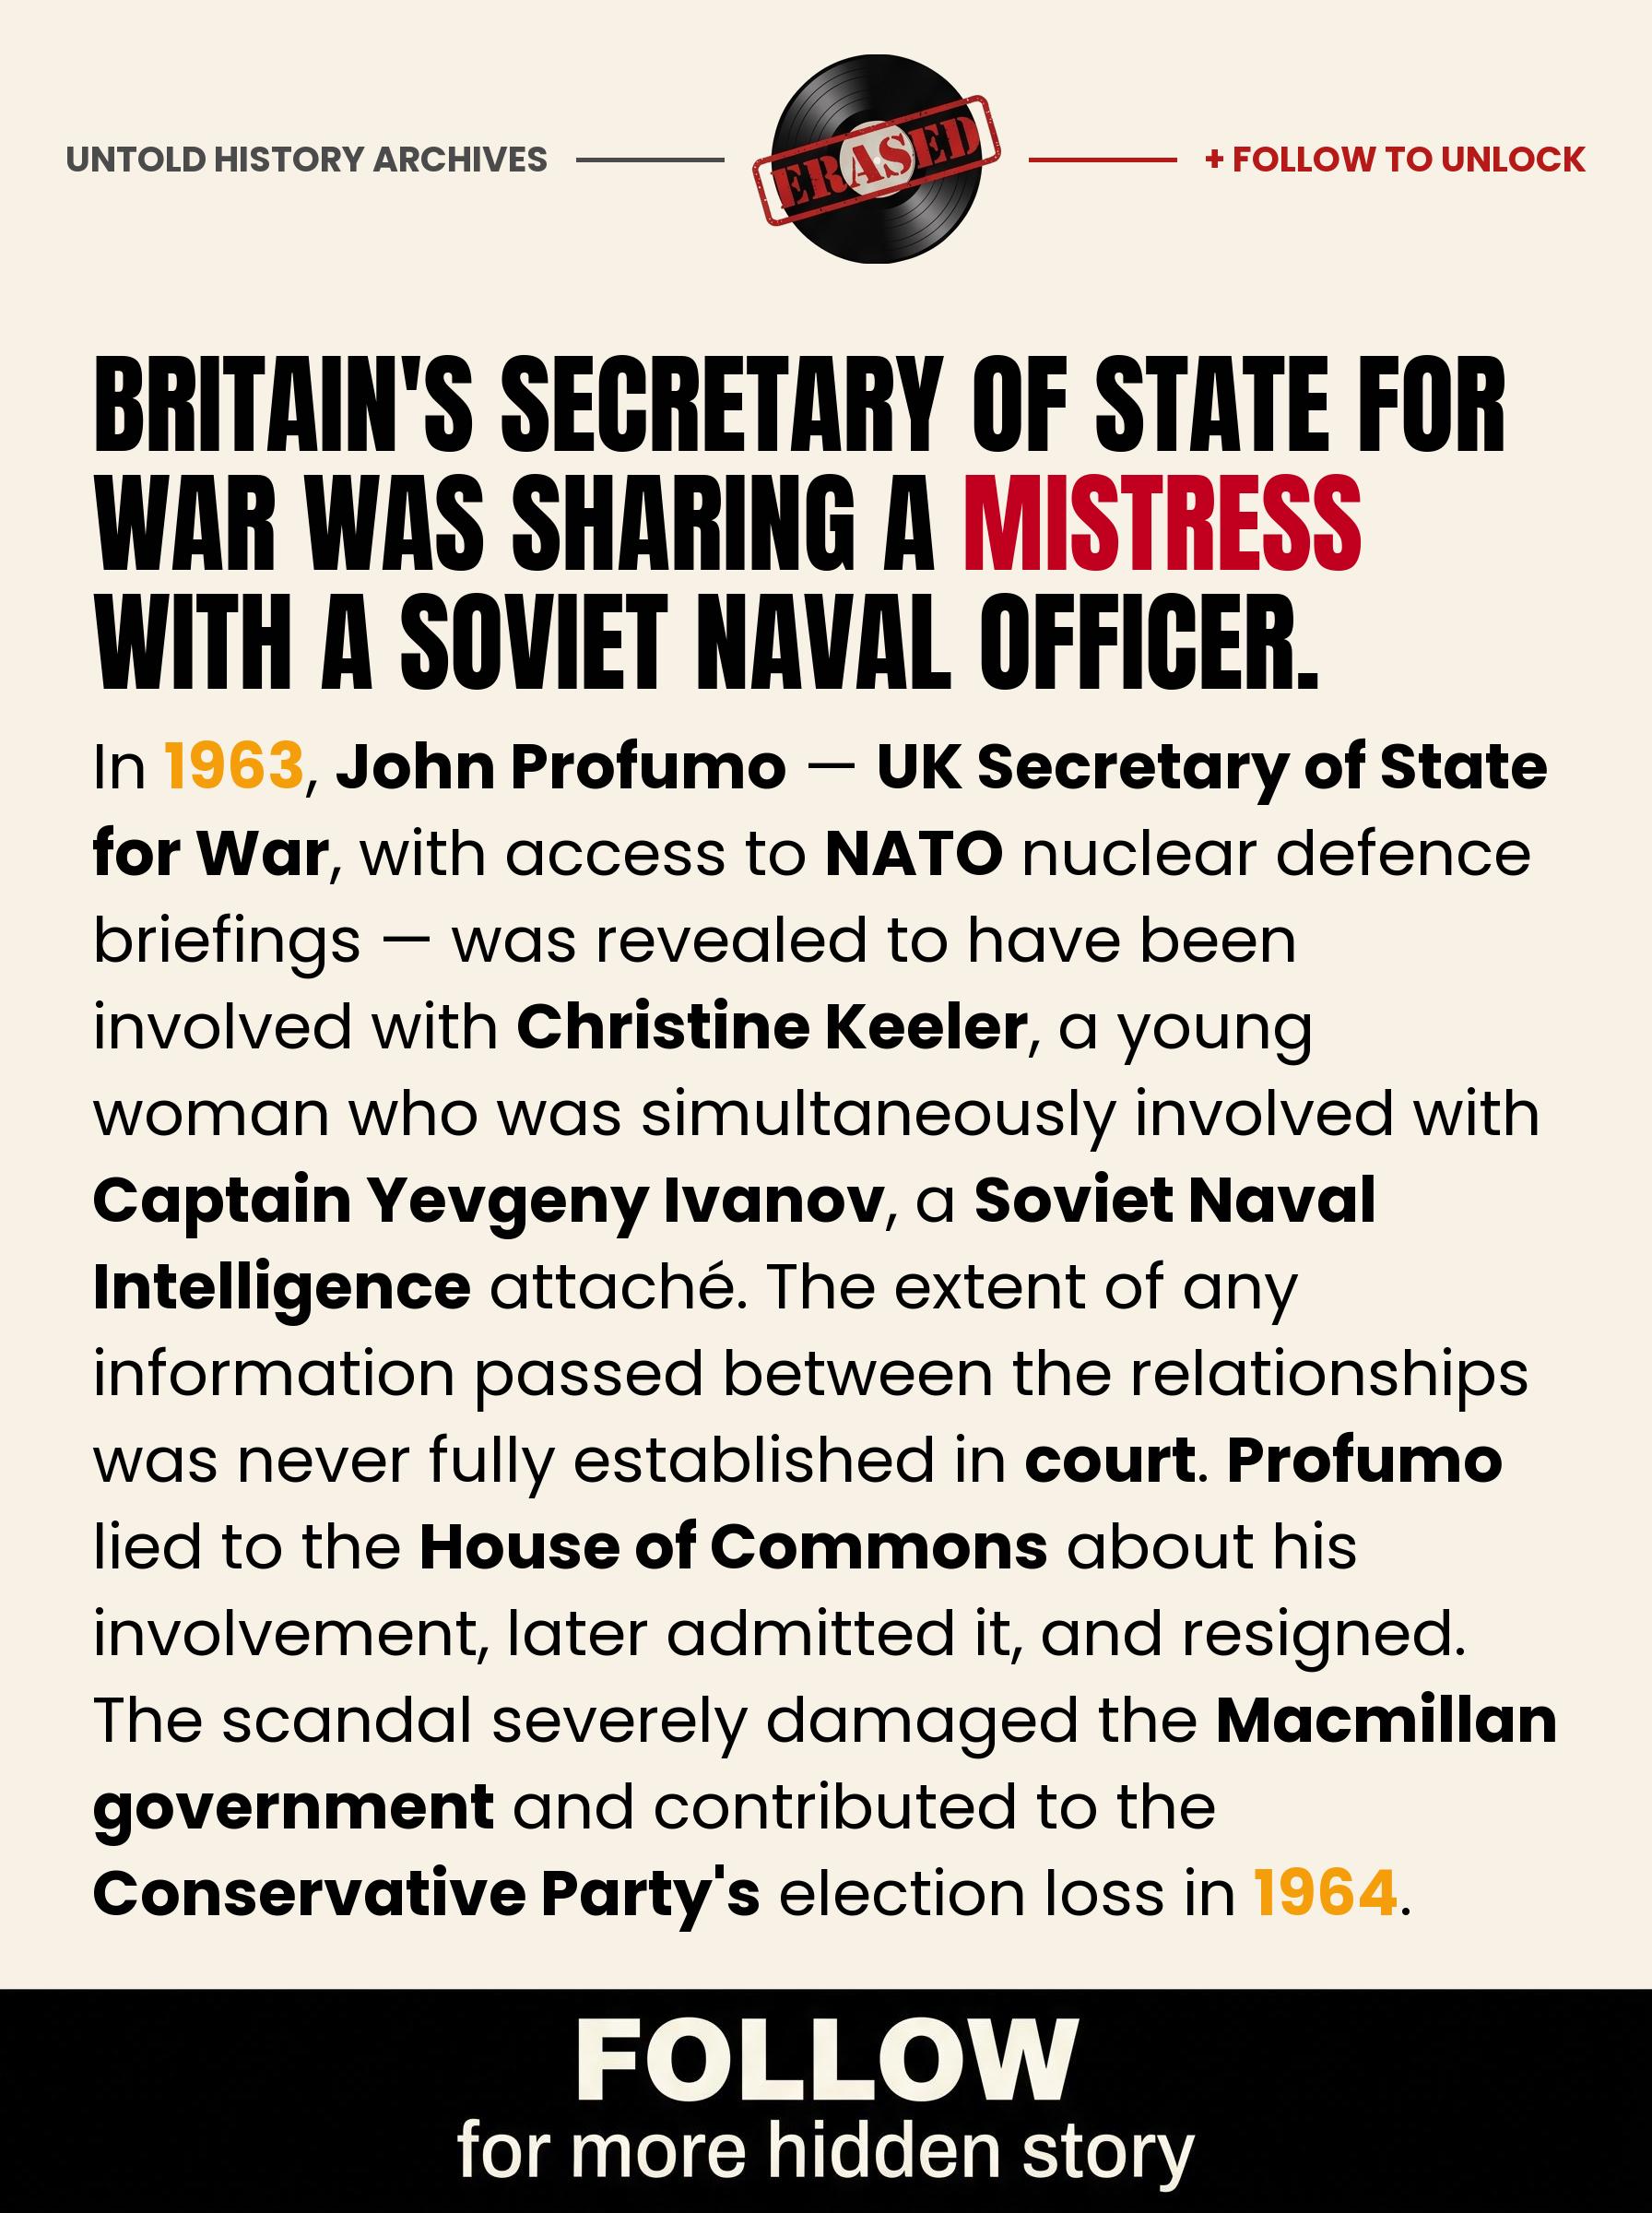 UNTOLD HISTORY ARCHIVES
ERASED
+ FOLLOW TO UNLOCK
BRITAIN'S SECRETARY OF STATE FOR
WAR WAS SHARING A MISTRESS
WITH A SOVIET NAVAL OFFICER.
In 1963, John Profumo — UK Secretary of State
for War, with access to NATO nuclear defence
briefings — was revealed to have been
involved with Christine Keeler, a young
woman who was simultaneously involved with
Captain Yevgeny Ivanov, a Soviet Naval
Intelligence attaché. The extent of any
information passed between the relationships
was never fully established in court. Profumo
lied to the House of Commons about his
involvement, later admitted it, and resigned.
The scandal severely damaged the Macmillan
government and contributed to the
Conservative Party's election loss in 1964.
FOLLOW
for more hidden story